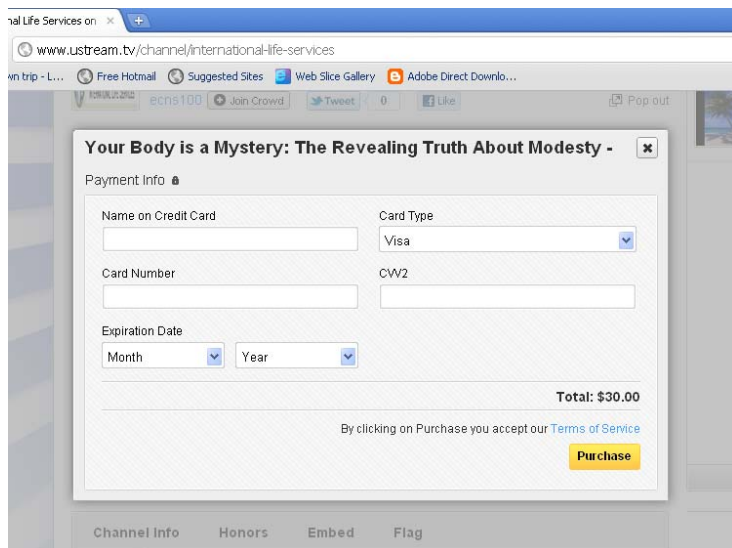 nal Life Services on
www.ustream.tv/channel/international-life-services
wn trip - L... Free Hotmail Suggested Sites Web Slice Gallery Adobe Direct Downlo...
ecns100 Join Crowd Tweet 0 Like Pop out
Your Body is a Mystery: The Revealing Truth About Modesty -
Payment Info
Name on Credit Card Card Type
Visa
Card Number CVV2
Expiration Date
Month Year
Total: $30.00
By clicking on Purchase you accept our Terms of Service
Purchase
Channel Info Honors Embed Flag